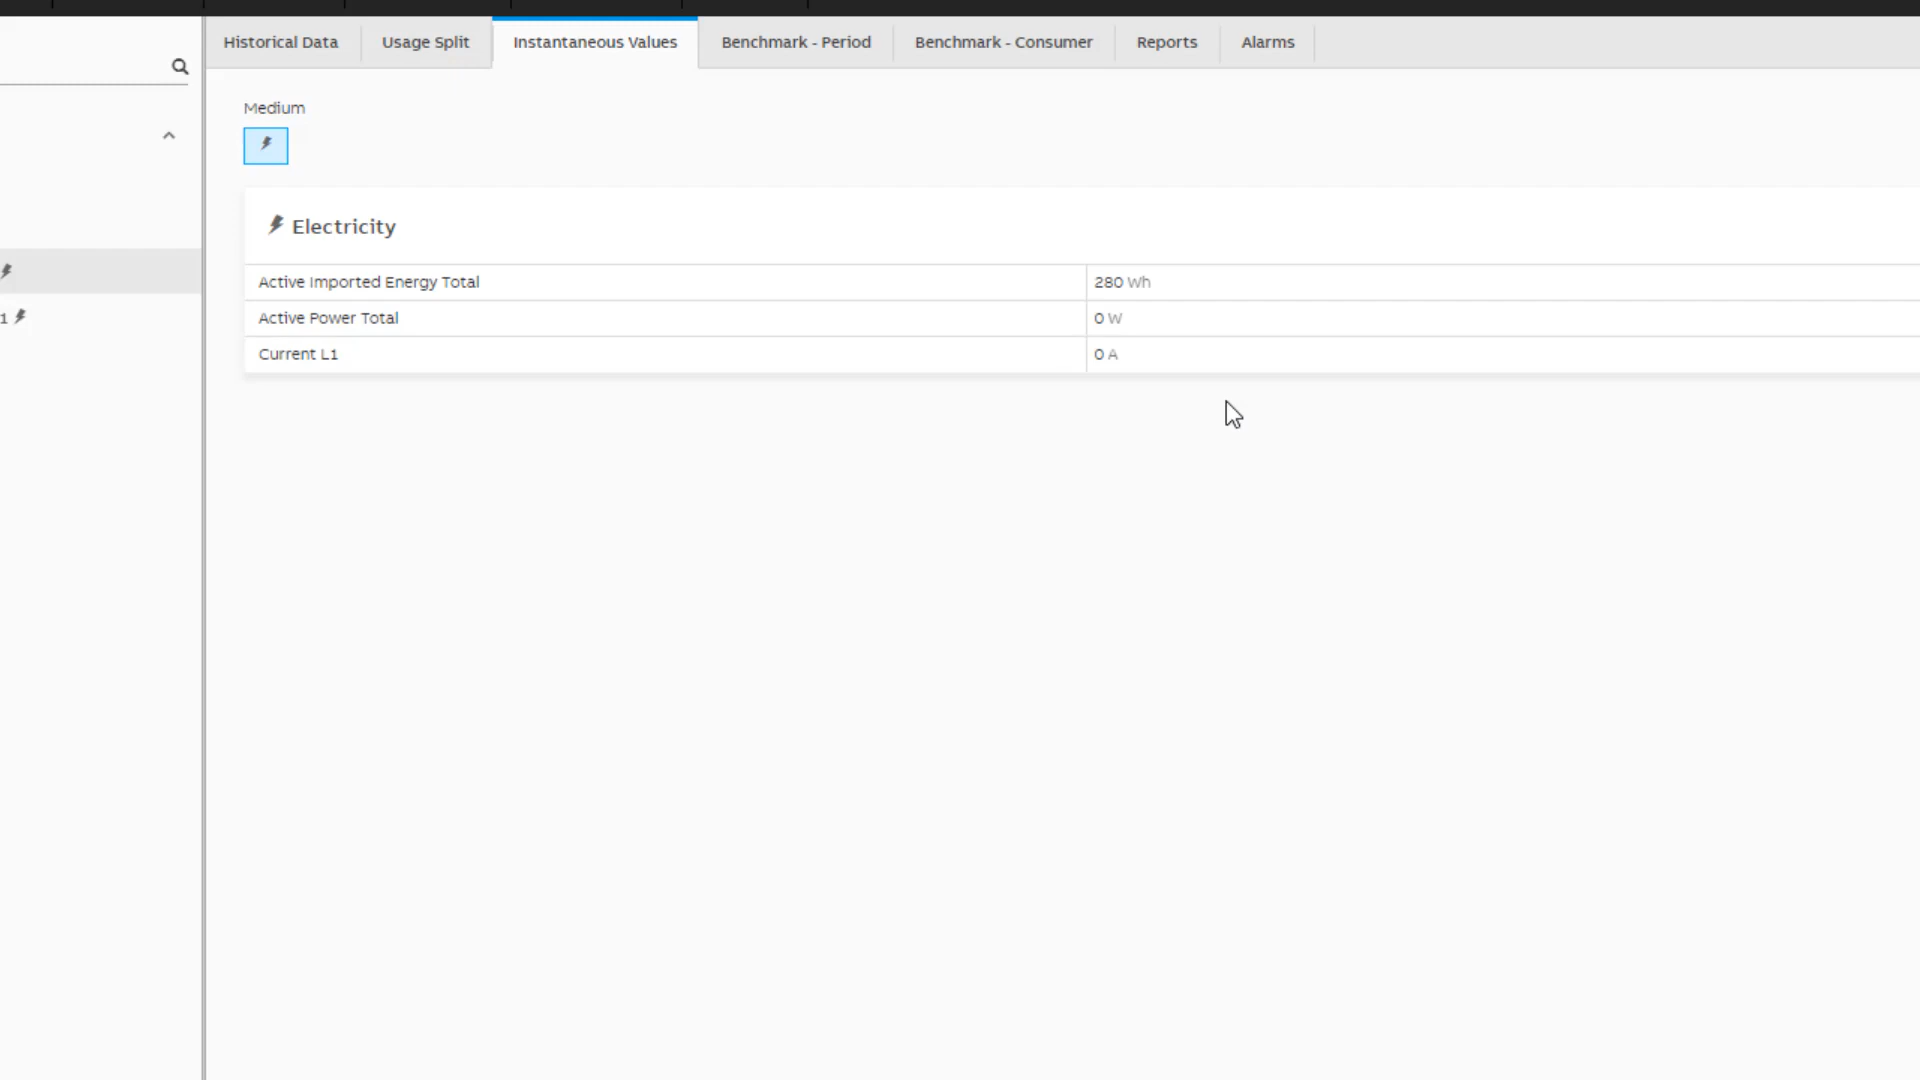 Historical Data Usage Split Instantaneous Values Benchmark - Period Benchmark - Consumer Reports Alarms
Medium
Electricity
Active Imported Energy Total 280 Wh
Active Power Total 0 W
1
Current L1 0 A